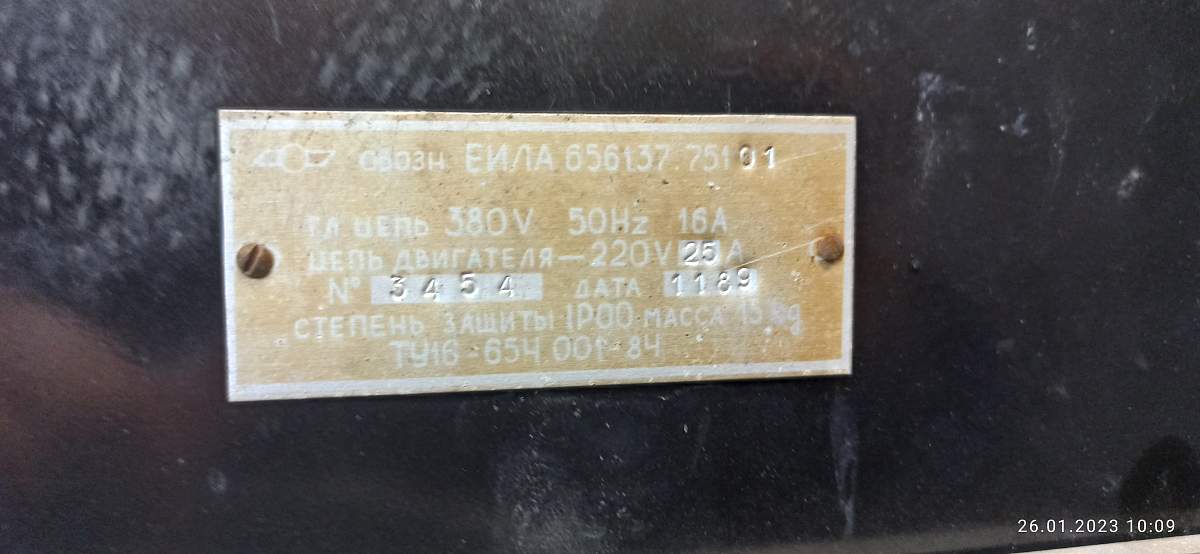 ОБОЗН ЕИЛА 656137.751 01
ГЛ ЦЕПЬ 380V 50Hz 16A
ЦЕПЬ ДВИГАТЕЛЯ — 220V 25 A
N° 3454 ДАТА 1189
СТЕПЕНЬ ЗАЩИТЫ IP00 МАССА 15 kg
ТУ16-654.001-84
26.01.2023 10:09